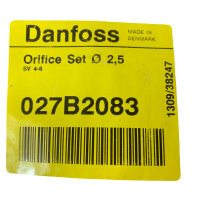 Danfoss
MADE IN
DENMARK
Orifice Set Ø 2,5
SV 4-6
027B2083
1309/38247